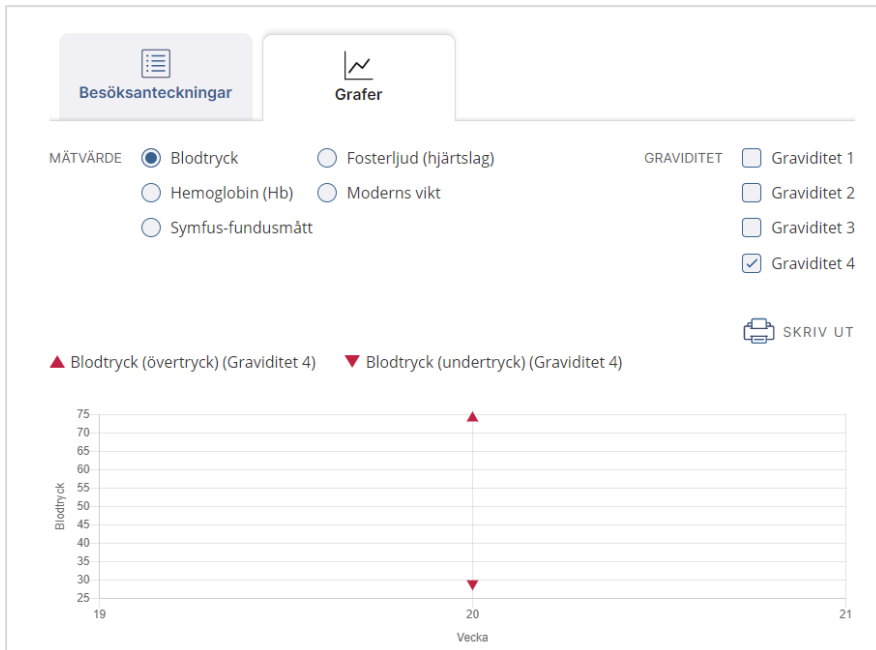 Besöksanteckningar
Grafer
MÄTVÄRDE
Blodtryck
Fosterljud (hjärtslag)
GRAVIDITET
Graviditet 1
Hemoglobin (Hb)
Moderns vikt
Graviditet 2
Symfus-fundusmått
Graviditet 3
Graviditet 4
SKRIV UT
Blodtryck (övertryck) (Graviditet 4)
Blodtryck (undertryck) (Graviditet 4)
75
70
65
60
55
50
45
40
35
30
25
Blodtryck
19
20
21
Vecka